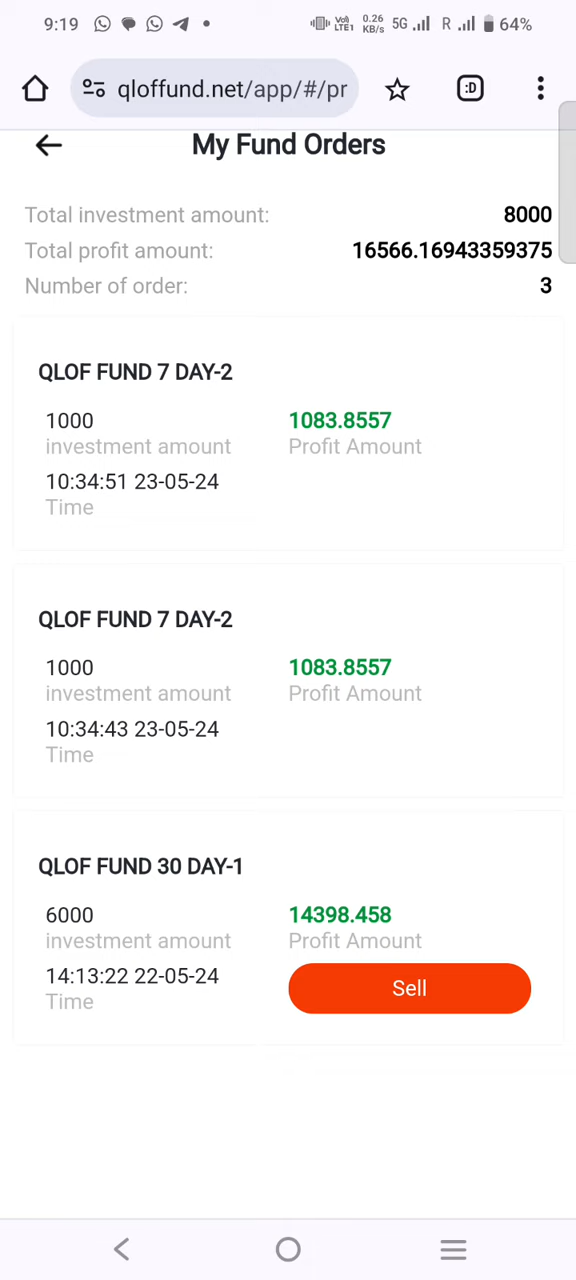 9:19
Vo) 0.26 5G R 64%
LTE1 KB/s
qloffund.net/app/#/pr :D
My Fund Orders
Total investment amount: 8000
Total profit amount: 16566.16943359375
Number of order: 3
QLOF FUND 7 DAY-2
1000 1083.8557
investment amount Profit Amount
10:34:51 23-05-24
Time
QLOF FUND 7 DAY-2
1000 1083.8557
investment amount Profit Amount
10:34:43 23-05-24
Time
QLOF FUND 30 DAY-1
6000 14398.458
investment amount Profit Amount
14:13:22 22-05-24 Sell
Time